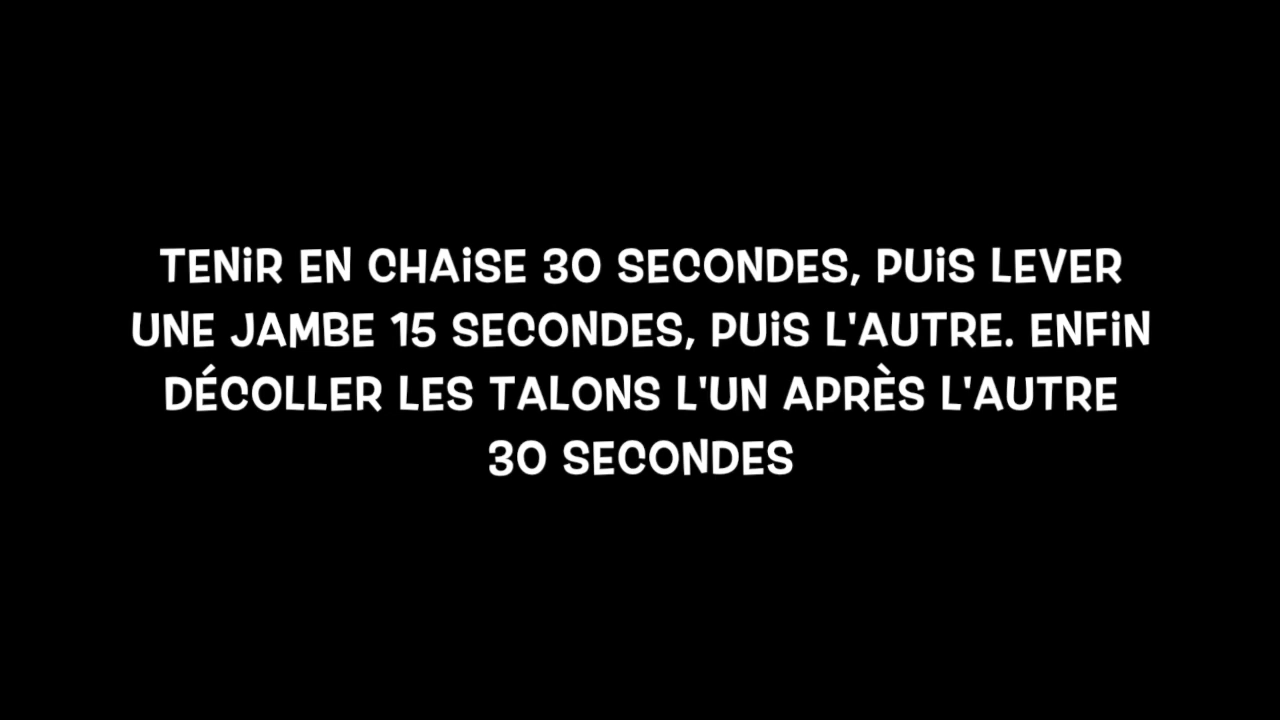 TENIR EN CHAISE 30 SECONDES, PUIS LEVER
UNE JAMBE 15 SECONDES, PUIS L'AUTRE. ENFIN
DÉCOLLER LES TALONS L'UN APRÈS L'AUTRE
30 SECONDES